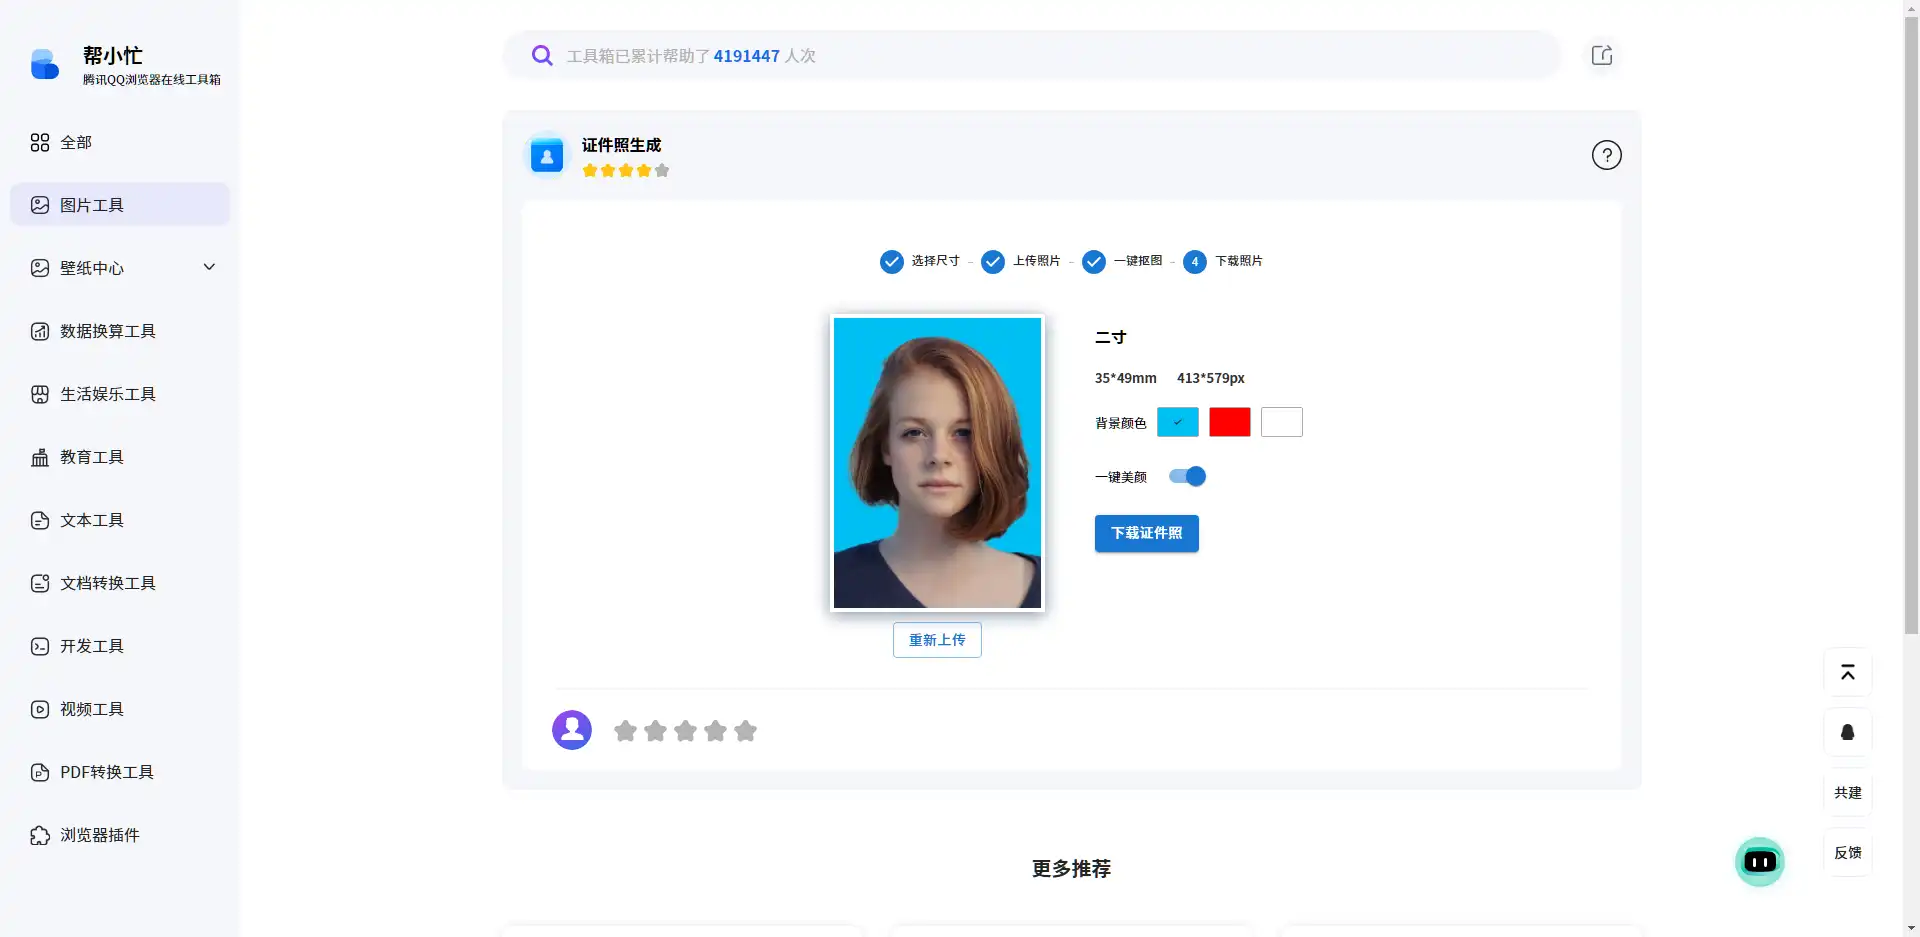 帮小忙
腾讯QQ浏览器在线工具箱
全部
图片工具
壁纸中心
数据换算工具
生活娱乐工具
教育工具
文本工具
文档转换工具
开发工具
视频工具
PDF转换工具
浏览器插件
工具箱已累计帮助了 4191447 人次
证件照生成
?
选择尺寸 – 上传照片 – 一键抠图 – 4 下载照片
二寸
35*49mm 413*579px
背景颜色
一键美颜
下载证件照
重新上传
更多推荐
共建
反馈